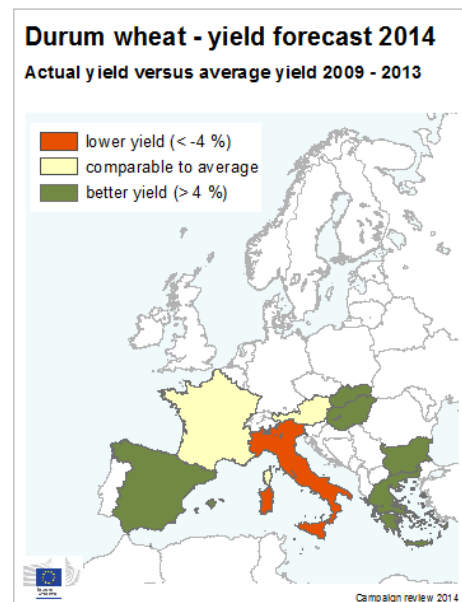 Durum wheat - yield forecast 2014
Actual yield versus average yield 2009 - 2013
lower yield (< -4 %)
comparable to average
better yield (> 4 %)
Campaign review 2014